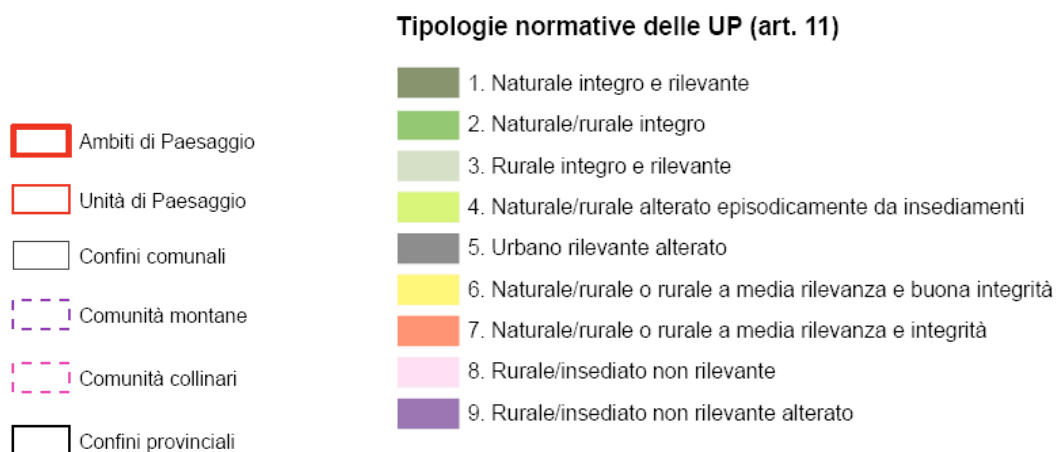 Tipologie normative delle UP (art. 11)
1. Naturale integro e rilevante
2. Naturale/rurale integro
3. Rurale integro e rilevante
4. Naturale/rurale alterato episodicamente da insediamenti
5. Urbano rilevante alterato
6. Naturale/rurale o rurale a media rilevanza e buona integrità
7. Naturale/rurale o rurale a media rilevanza e integrità
8. Rurale/insediato non rilevante
9. Rurale/insediato non rilevante alterato
Ambiti di Paesaggio
Unità di Paesaggio
Confini comunali
Comunità montane
Comunità collinari
Confini provinciali